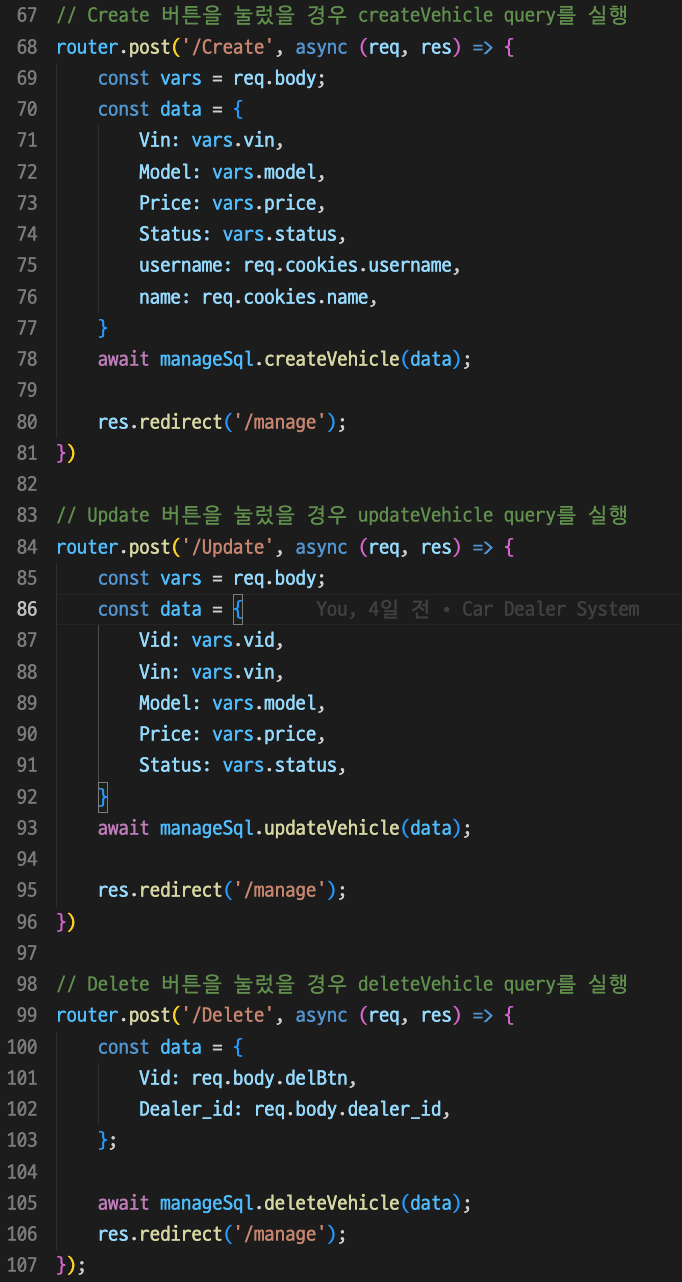 67 // Create 버튼을 눌렀을 경우 createVehicle query를 실행
68 router.post('/Create', async (req, res) => {
69     const vars = req.body;
70     const data = {
71         Vin: vars.vin,
72         Model: vars.model,
73         Price: vars.price,
74         Status: vars.status,
75         username: req.cookies.username,
76         name: req.cookies.name,
77     }
78     await manageSql.createVehicle(data);
79
80     res.redirect('/manage');
81 })
82
83 // Update 버튼을 눌렀을 경우 updateVehicle query를 실행
84 router.post('/Update', async (req, res) => {
85     const vars = req.body;
86     const data = {       You, 4일 전 • Car Dealer System
87         Vid: vars.vid,
88         Vin: vars.vin,
89         Model: vars.model,
90         Price: vars.price,
91         Status: vars.status,
92     }
93     await manageSql.updateVehicle(data);
94
95     res.redirect('/manage');
96 })
97
98 // Delete 버튼을 눌렀을 경우 deleteVehicle query를 실행
99 router.post('/Delete', async (req, res) => {
100     const data = {
101         Vid: req.body.delBtn,
102         Dealer_id: req.body.dealer_id,
103     };
104
105     await manageSql.deleteVehicle(data);
106     res.redirect('/manage');
107 });